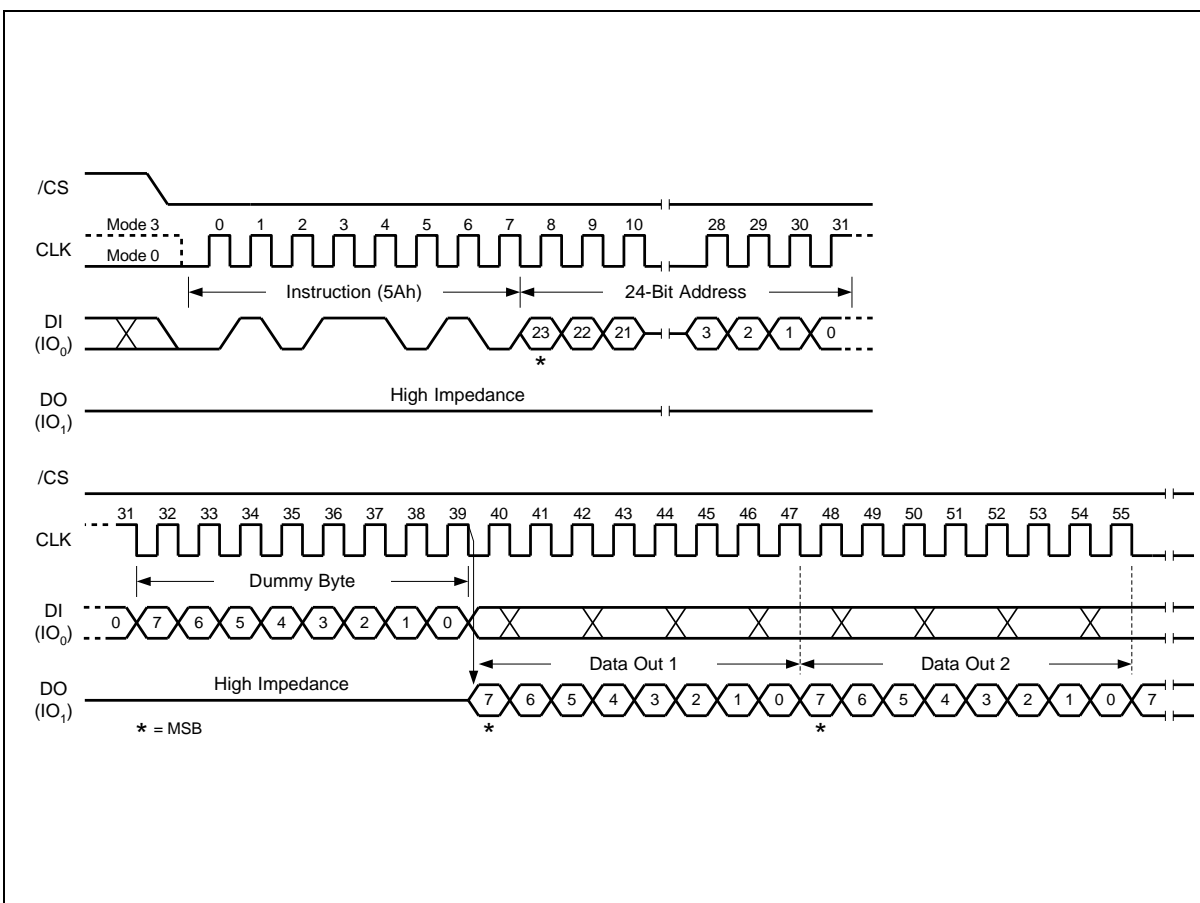 /CS
Mode 3 0 1 2 3 4 5 6 7 8 9 10 28 29 30 31
CLK
Mode 0
Instruction (5Ah) 24-Bit Address
DI
(IO0) 23 22 21 3 2 1 0
*
High Impedance
DO
(IO1)
/CS
31 32 33 34 35 36 37 38 39 40 41 42 43 44 45 46 47 48 49 50 51 52 53 54 55
CLK
Dummy Byte
DI
(IO0) 0 7 6 5 4 3 2 1 0
Data Out 1 Data Out 2
High Impedance
DO
(IO1) 7 6 5 4 3 2 1 0 7 6 5 4 3 2 1 0 7
* = MSB * *